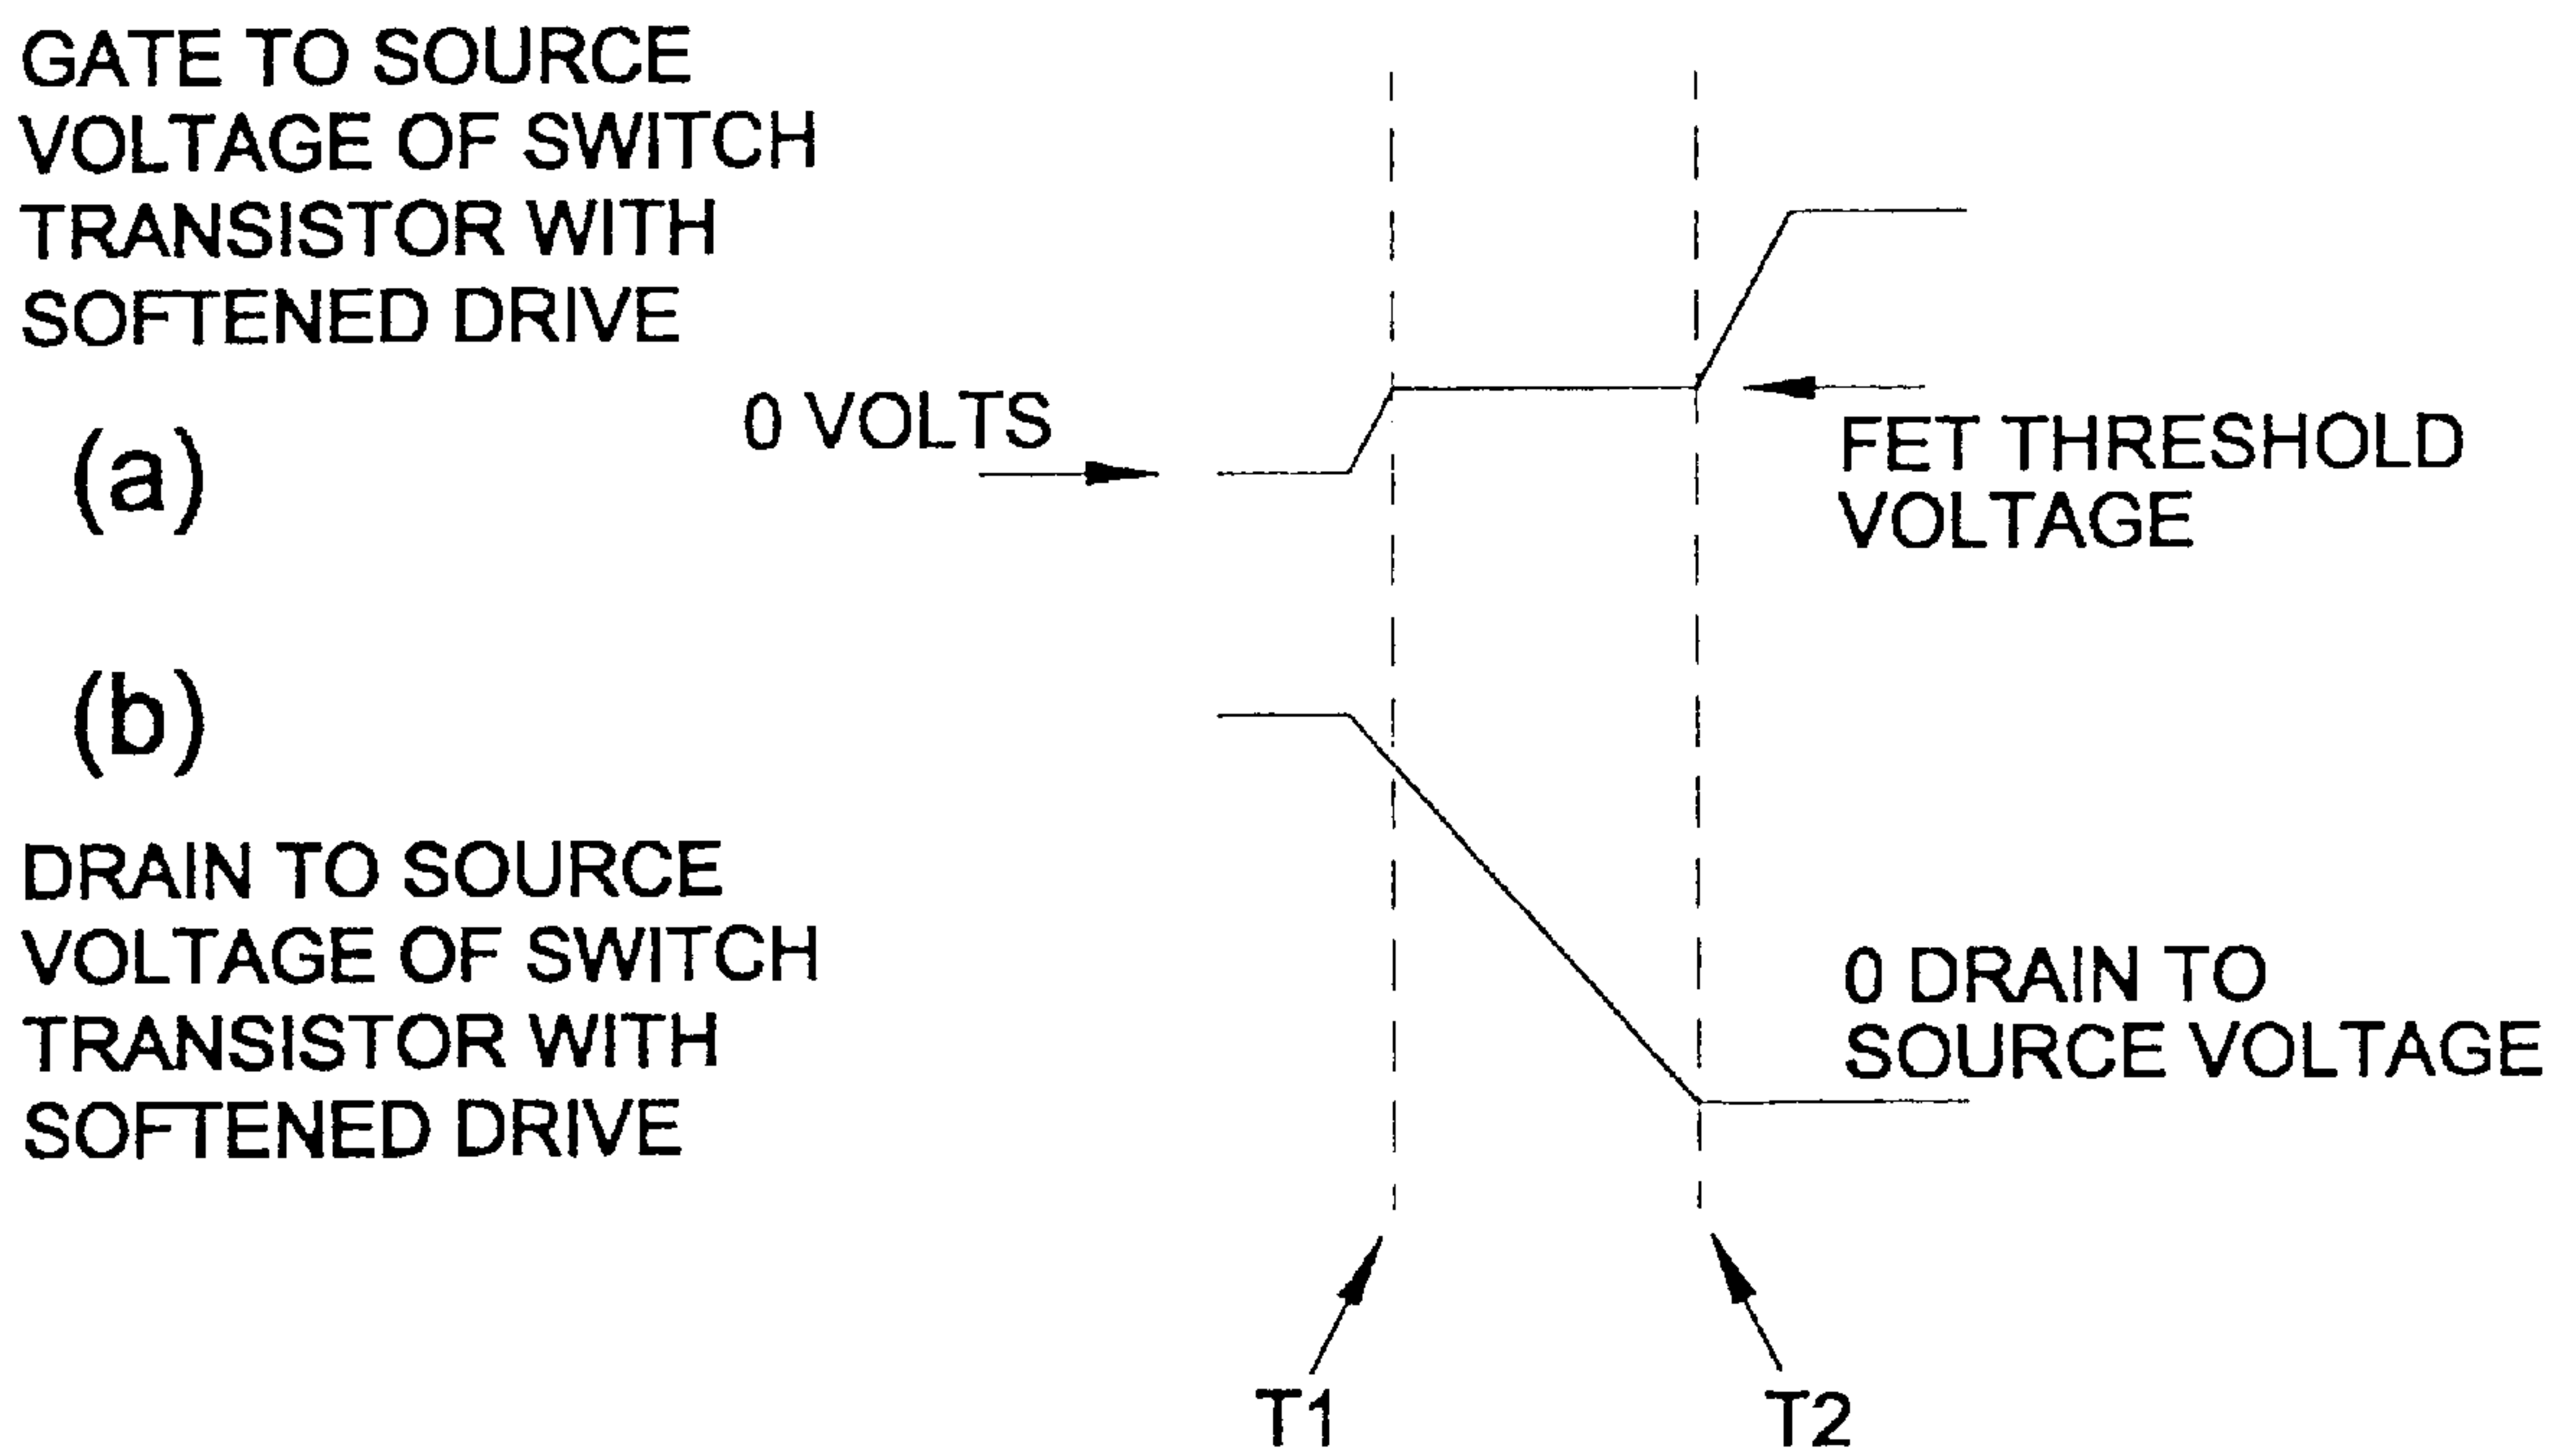 GATE TO SOURCE
VOLTAGE OF SWITCH
TRANSISTOR WITH
SOFTENED DRIVE
(a)
0 VOLTS
FET THRESHOLD
VOLTAGE
(b)
DRAIN TO SOURCE
VOLTAGE OF SWITCH
TRANSISTOR WITH
SOFTENED DRIVE
0 DRAIN TO
SOURCE VOLTAGE
T1
T2